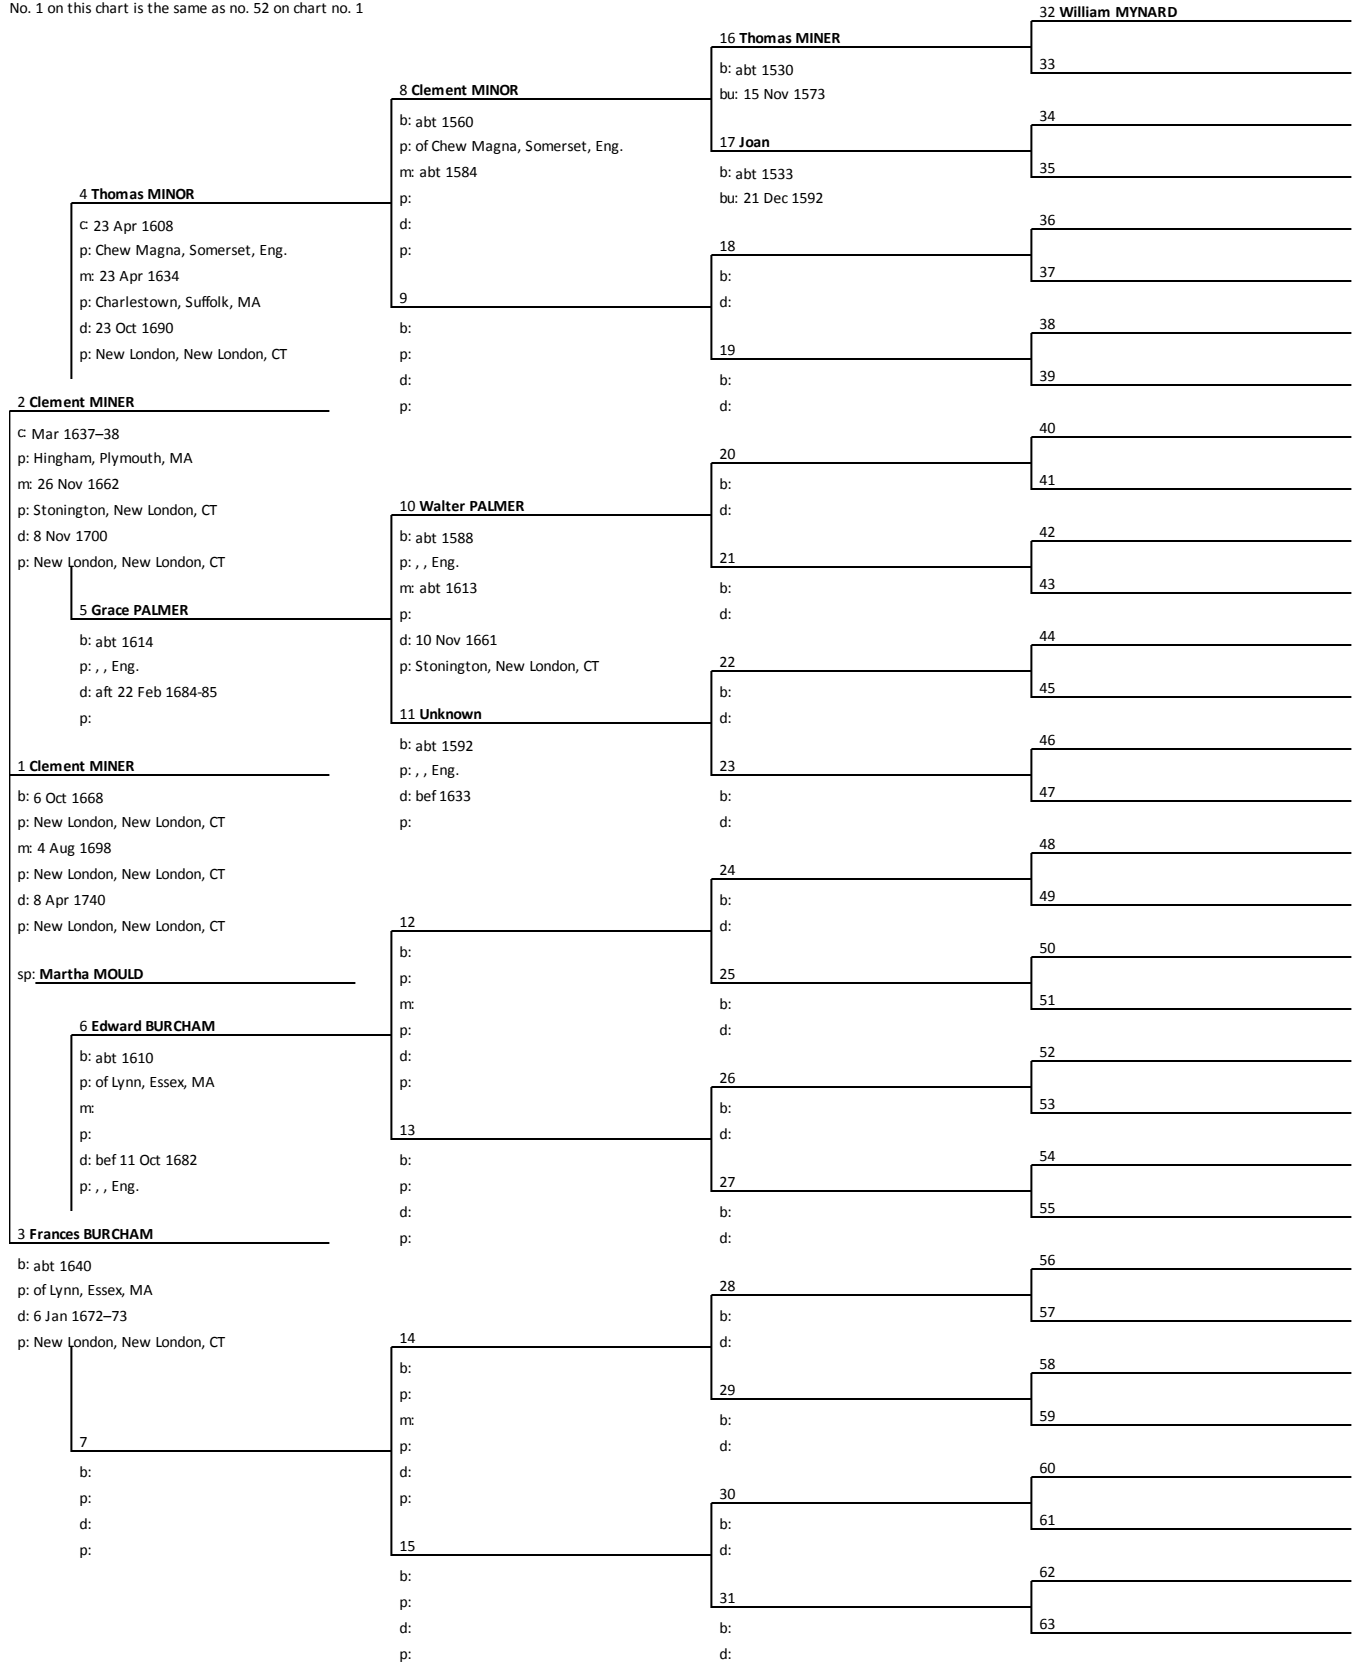 No. 1 on this chart is the same as no. 52 on chart no. 1
4 Thomas MINOR
c: 23 Apr 1608
p: Chew Magna, Somerset, Eng.
m: 23 Apr 1634
p: Charlestown, Suffolk, MA
d: 23 Oct 1690
p: New London, New London, CT
2 Clement MINER
c: Mar 1637–38
p: Hingham, Plymouth, MA
m: 26 Nov 1662
p: Stonington, New London, CT
d: 8 Nov 1700
p: New London, New London, CT
5 Grace PALMER
b: abt 1614
p: , , Eng.
d: aft 22 Feb 1684-85
p:
1 Clement MINER
b: 6 Oct 1668
p: New London, New London, CT
m: 4 Aug 1698
p: New London, New London, CT
d: 8 Apr 1740
p: New London, New London, CT
sp: Martha MOULD
6 Edward BURCHAM
b: abt 1610
p: of Lynn, Essex, MA
m:
p:
d: bef 11 Oct 1682
p: , , Eng.
3 Frances BURCHAM
b: abt 1640
p: of Lynn, Essex, MA
d: 6 Jan 1672–73
p: New London, New London, CT
7
b:
p:
d:
p:
8 Clement MINOR
b: abt 1560
p: of Chew Magna, Somerset, Eng.
m: abt 1584
p:
d:
p:
9
b:
p:
d:
p:
10 Walter PALMER
b: abt 1588
p: , , Eng.
m: abt 1613
p:
d: 10 Nov 1661
p: Stonington, New London, CT
11 Unknown
b: abt 1592
p: , , Eng.
d: bef 1633
p:
12
b:
p:
m:
p:
d:
p:
13
b:
p:
d:
p:
14
b:
p:
m:
p:
d:
p:
15
b:
p:
d:
p:
16 Thomas MINER
b: abt 1530
bu: 15 Nov 1573
17 Joan
b: abt 1533
bu: 21 Dec 1592
18
b:
d:
19
b:
d:
20
b:
d:
21
b:
d:
22
b:
d:
23
b:
d:
24
b:
d:
25
b:
d:
26
b:
d:
27
b:
d:
28
b:
d:
29
b:
d:
30
b:
d:
31
b:
d:
32 William MYNARD
33
34
35
36
37
38
39
40
41
42
43
44
45
46
47
48
49
50
51
52
53
54
55
56
57
58
59
60
61
62
63